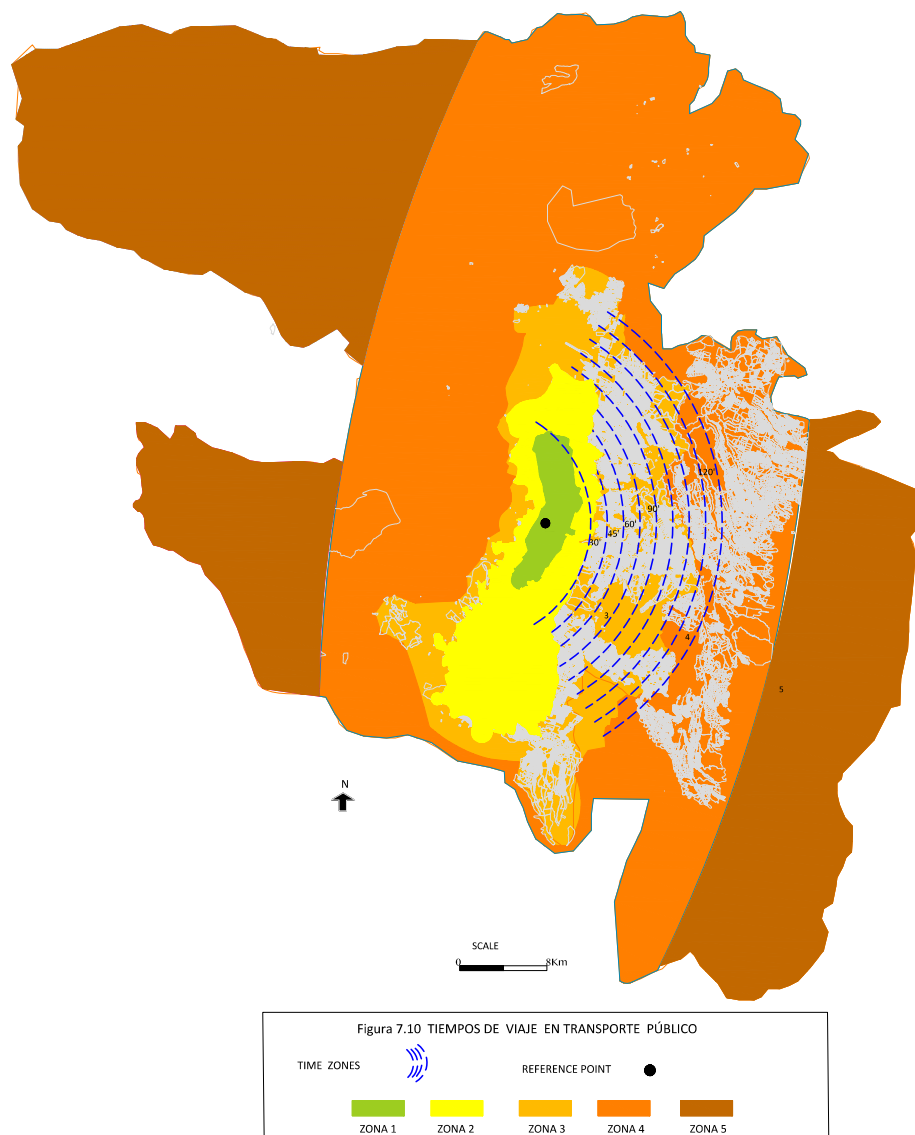 120'
90'
60'
45'
30'
3
4
5
N
SCALE
0 8Km
Figura 7.10 TIEMPOS DE VIAJE EN TRANSPORTE PÚBLICO
TIME ZONES REFERENCE POINT
ZONA 1 ZONA 2 ZONA 3 ZONA 4 ZONA 5